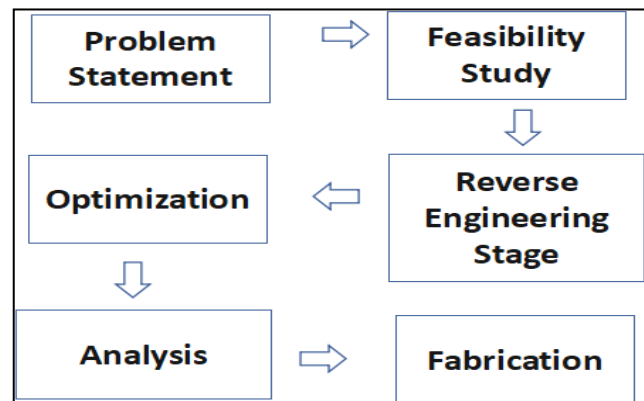 Problem
Statement
Feasibility
Study
Reverse
Engineering
Stage
Optimization
Analysis
Fabrication